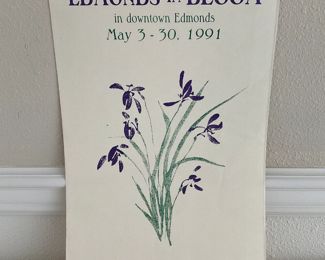 EDMONDS IN BLOOM
in downtown Edmonds
May 3 - 30, 1991